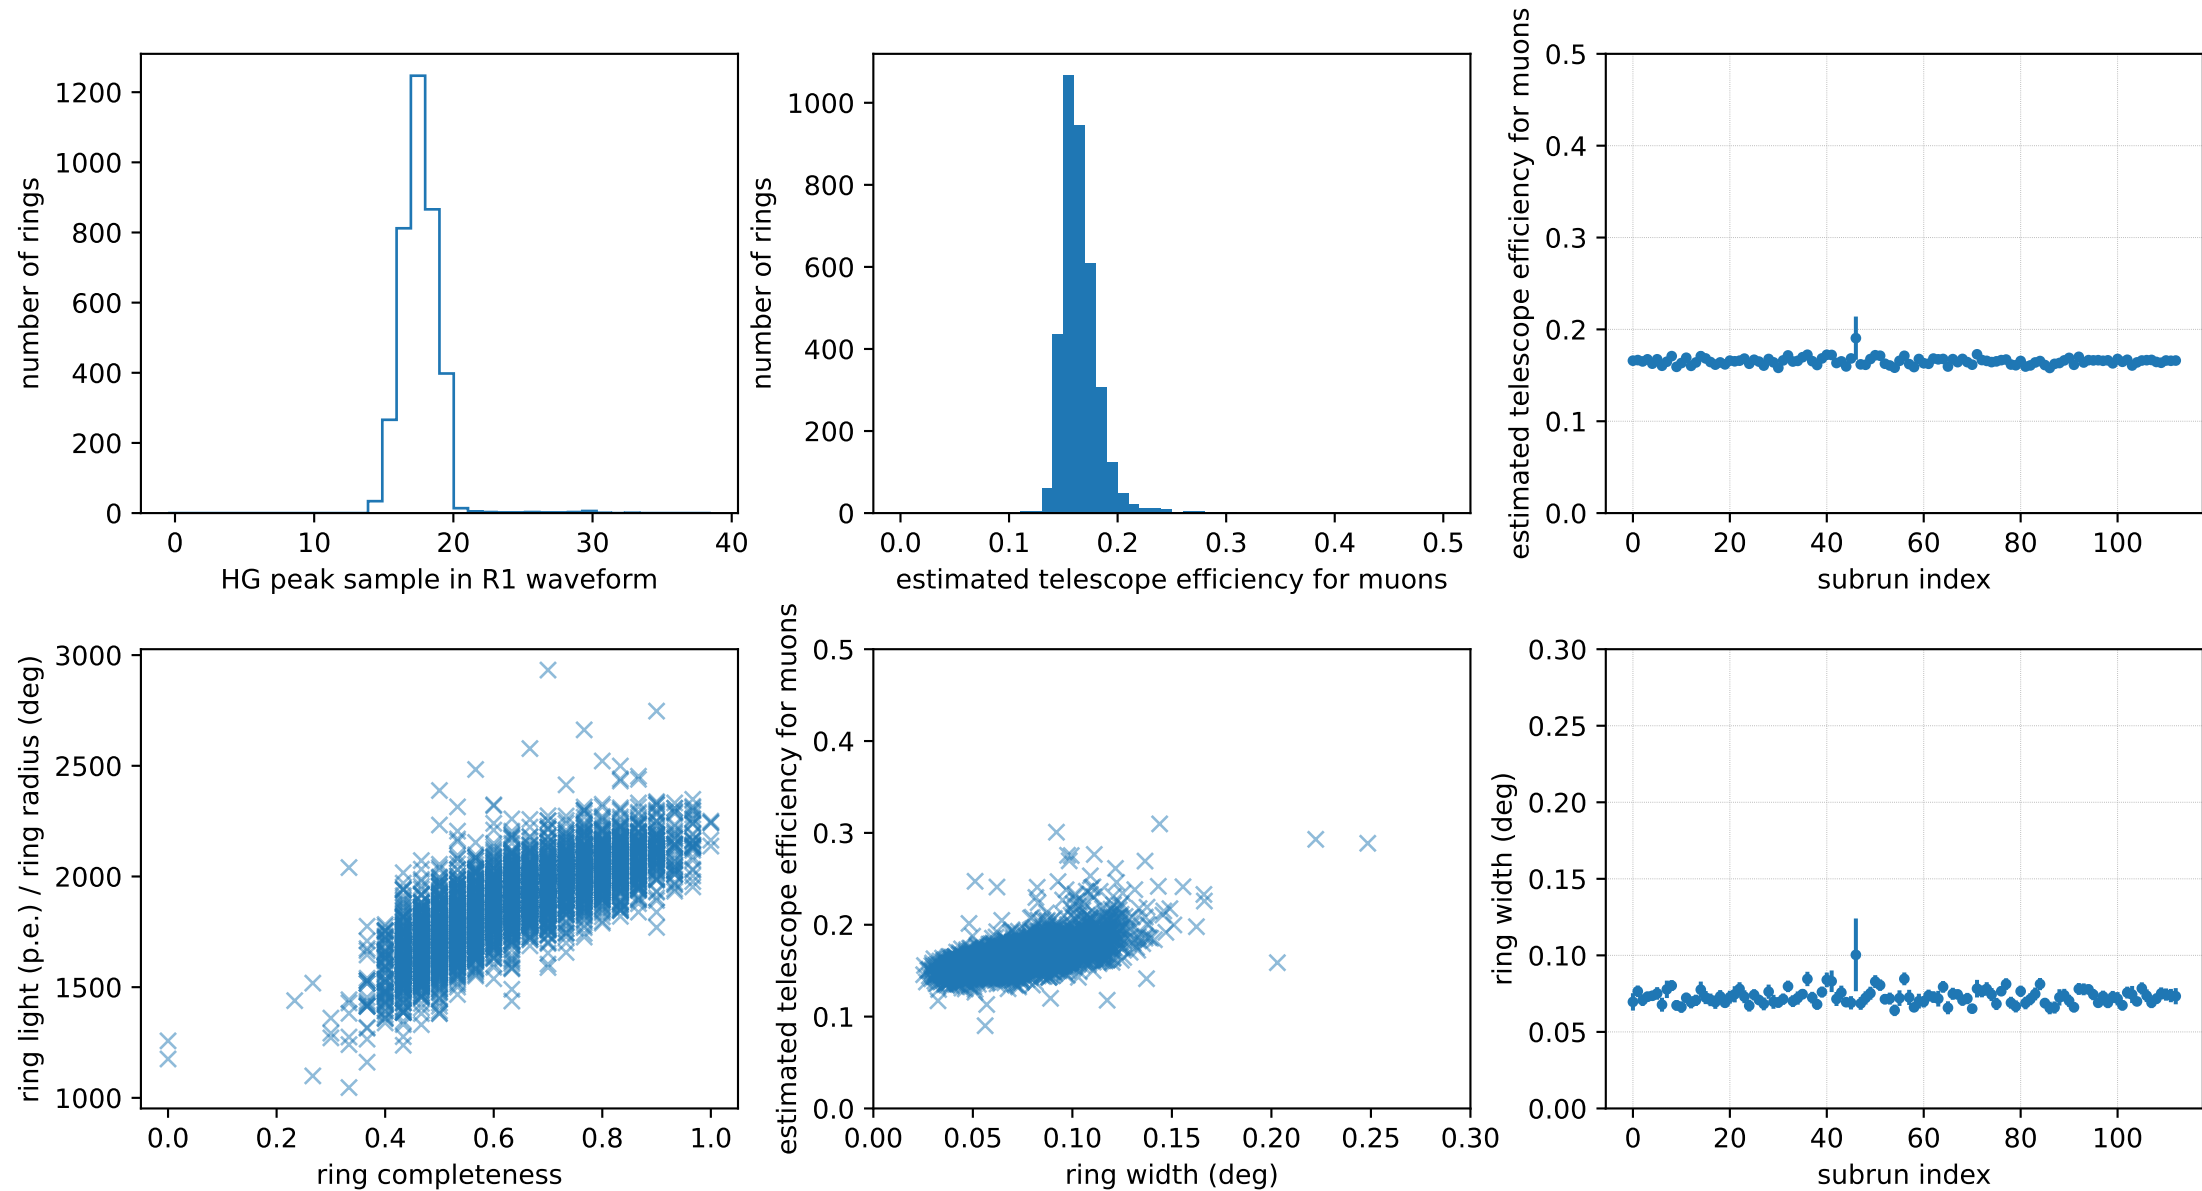 number of rings
1200
1000
800
600
400
200
0
0 10 20 30 40
HG peak sample in R1 waveform
number of rings
1000
800
600
400
200
0
0.0 0.1 0.2 0.3 0.4 0.5
estimated telescope efficiency for muons
estimated telescope efficiency for muons
0.5
0.4
0.3
0.2
0.1
0.0
0 20 40 60 80 100
subrun index
ring light (p.e.) / ring radius (deg)
3000
2500
2000
1500
1000
0.0 0.2 0.4 0.6 0.8 1.0
ring completeness
estimated telescope efficiency for muons
0.5
0.4
0.3
0.2
0.1
0.0
0.00 0.05 0.10 0.15 0.20 0.25 0.30
ring width (deg)
ring width (deg)
0.30
0.25
0.20
0.15
0.10
0.05
0.00
0 20 40 60 80 100
subrun index